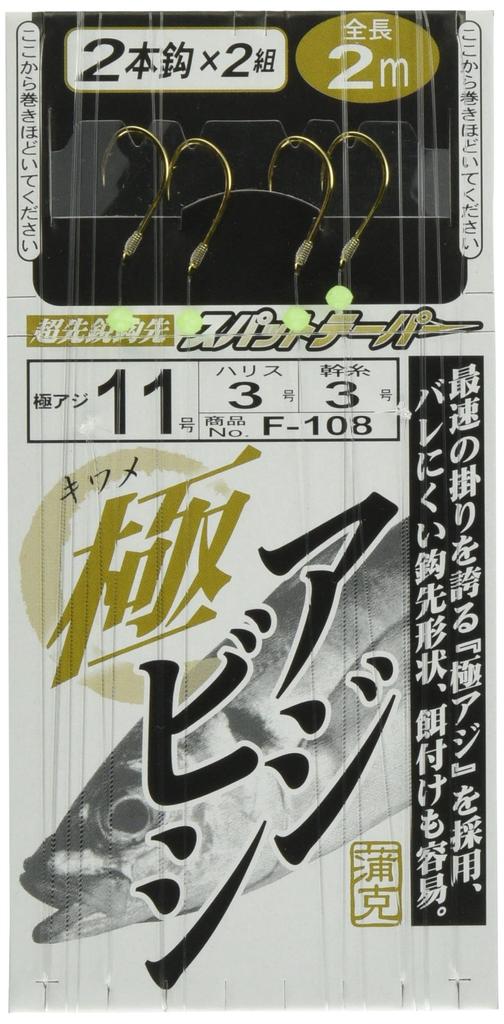 2本鈎×2組
全長
2m
ここから巻きほどいてください
ここから巻きほどいてください
超先鋭鈎先 スパットテーパー
極アジ 11号
ハリス 3号
幹糸 3号
商品No. F-108
最速の掛りを誇る『極アジ』を採用、
バレにくい鈎先形状、餌付けも容易。
キワメ
極
アジ
ビシ
蒲克